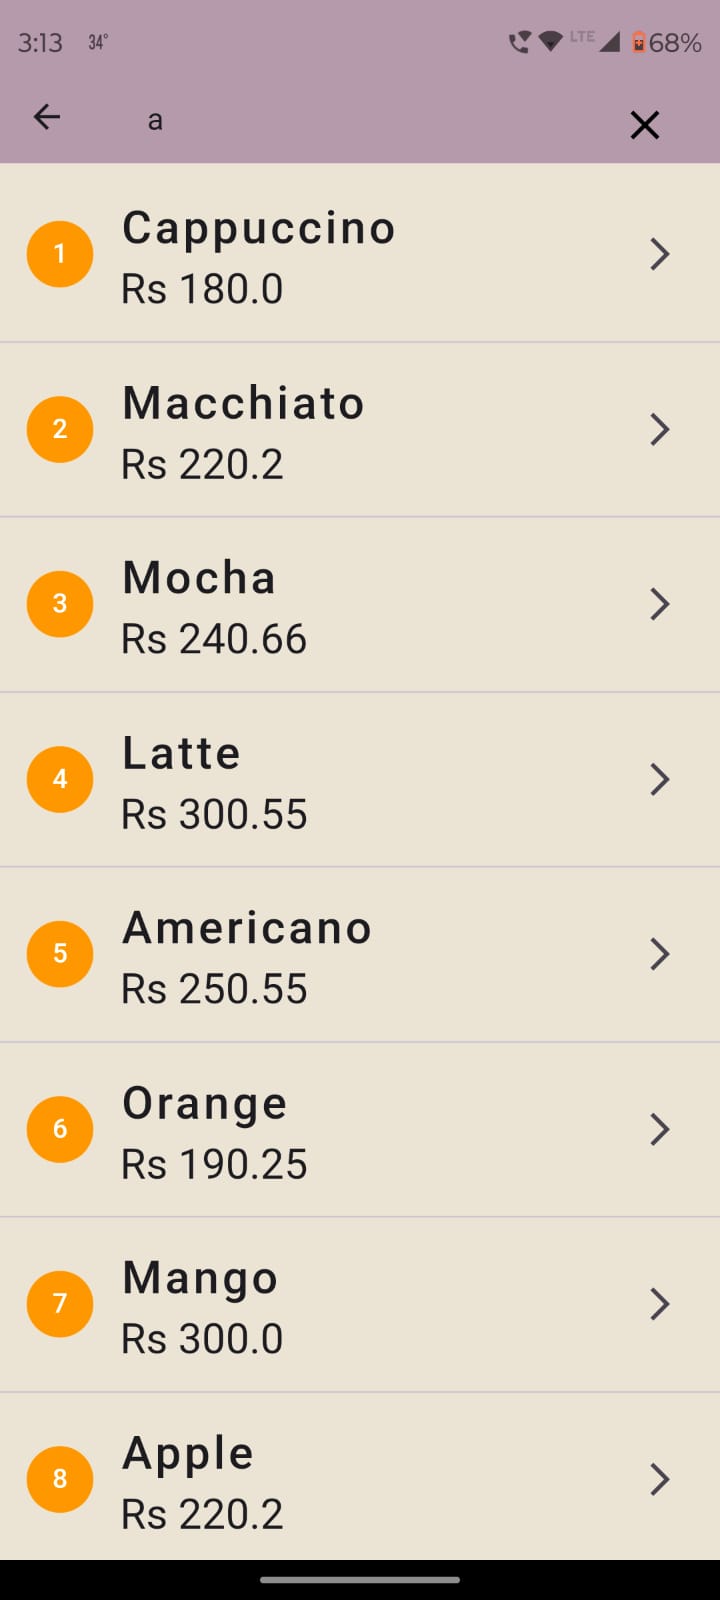 3:13 34° LTE 68%
a
1 Cappuccino
Rs 180.0
2 Macchiato
Rs 220.2
3 Mocha
Rs 240.66
4 Latte
Rs 300.55
5 Americano
Rs 250.55
6 Orange
Rs 190.25
7 Mango
Rs 300.0
8 Apple
Rs 220.2